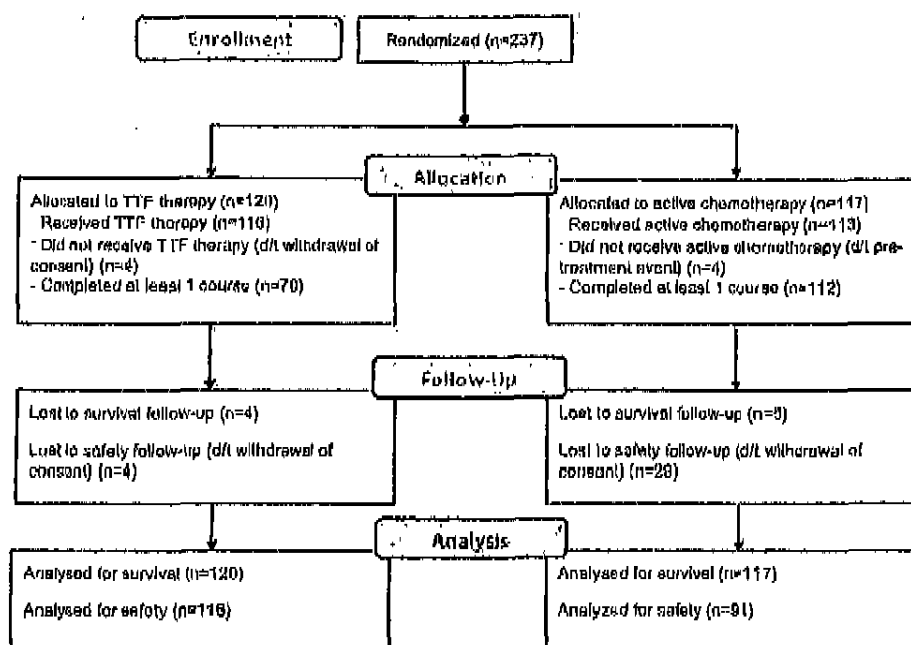 Enrollment
Randomized (n=237)
Allocation
Allocated to TTF therapy (n=120)
Received TTF therapy (n=116)
- Did not receive TTF therapy (d/t withdrawal of
consent) (n=4)
- Completed at least 1 course (n=70)
Allocated to active chemotherapy (n=117)
Received active chemotherapy (n=113)
- Did not receive active chemotherapy (d/t pre-
treatment event) (n=4)
- Completed at least 1 course (n=112)
Follow-Up
Lost to survival follow-up (n=4)
Lost to safety follow-up (d/t withdrawal of
consent) (n=4)
Lost to survival follow-up
Lost to safety follow-up (d/t withdrawal of
consent)
Analysis
Analysed for survival (n=120)
Analysed for safety (n=116)
Analysed for survival (n=117)
Analyzed for safety (n=91)